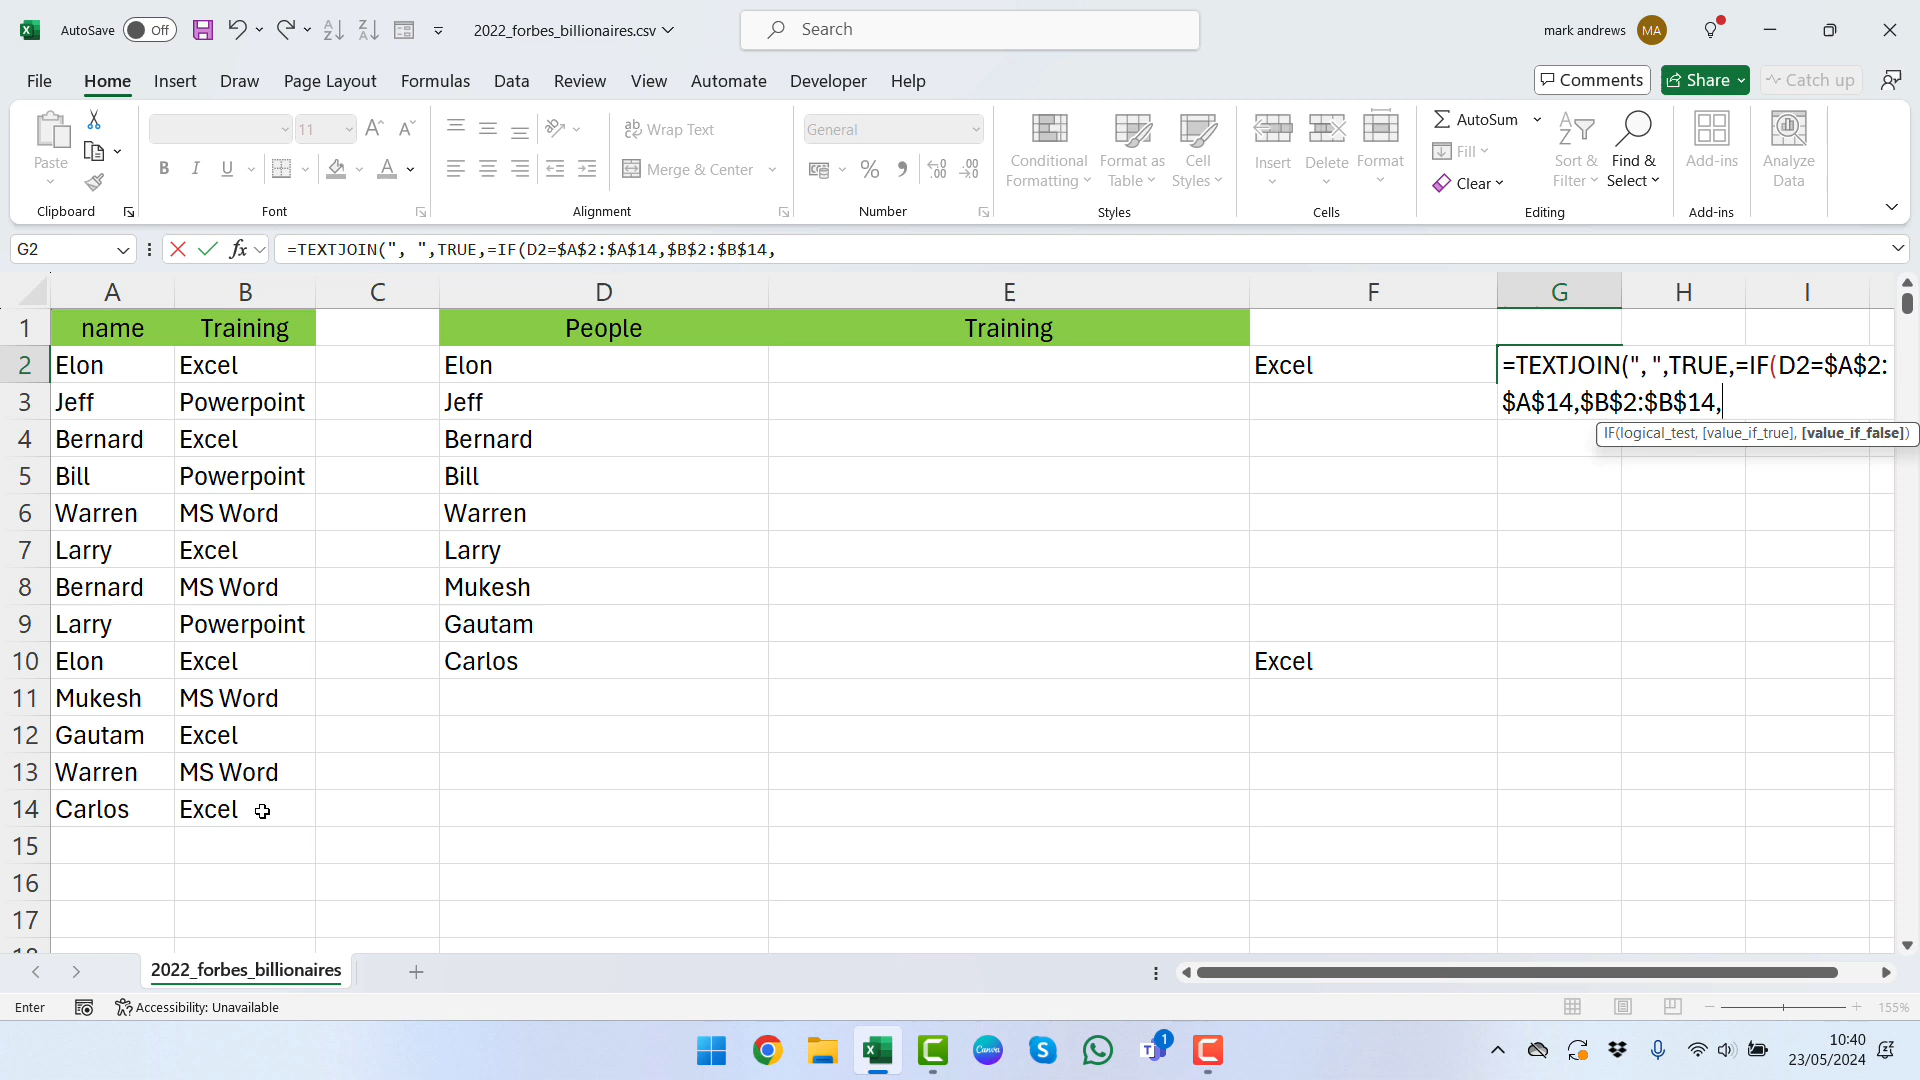 AutoSave Off 2022_forbes_billionaires.csv Search mark andrews MA
File Home Insert Draw Page Layout Formulas Data Review View Automate Developer Help Comments Share Catch up
Paste
11
B I U
Wrap Text
Merge & Center
General
Conditional Formatting
Format as Table
Cell Styles
Insert Delete Format
AutoSum
Fill
Clear
Sort & Filter
Find & Select
Add-ins
Analyze Data
Clipboard Font Alignment Number Styles Cells Editing Add-ins
G2 fx =TEXTJOIN(", ",TRUE,=IF(D2=$A$2:$A$14,$B$2:$B$14,
A B C D E F G H I
1 name Training People Training
2 Elon Excel Elon Excel =TEXTJOIN(", ",TRUE,=IF(D2=$A$2:
3 Jeff Powerpoint Jeff $A$14,$B$2:$B$14,
IF(logical_test, [value_if_true], [value_if_false])
4 Bernard Excel Bernard
5 Bill Powerpoint Bill
6 Warren MS Word Warren
7 Larry Excel Larry
8 Bernard MS Word Mukesh
9 Larry Powerpoint Gautam
10 Elon Excel Carlos Excel
11 Mukesh MS Word
12 Gautam Excel
13 Warren MS Word
14 Carlos Excel
15
16
17
2022_forbes_billionaires
Enter Accessibility: Unavailable 155%
Canva
1
10:40
23/05/2024